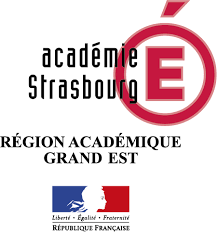 académie
Strasbourg
É
RÉGION ACADÉMIQUE
GRAND EST
Liberté • Égalité • Fraternité
RÉPUBLIQUE FRANÇAISE